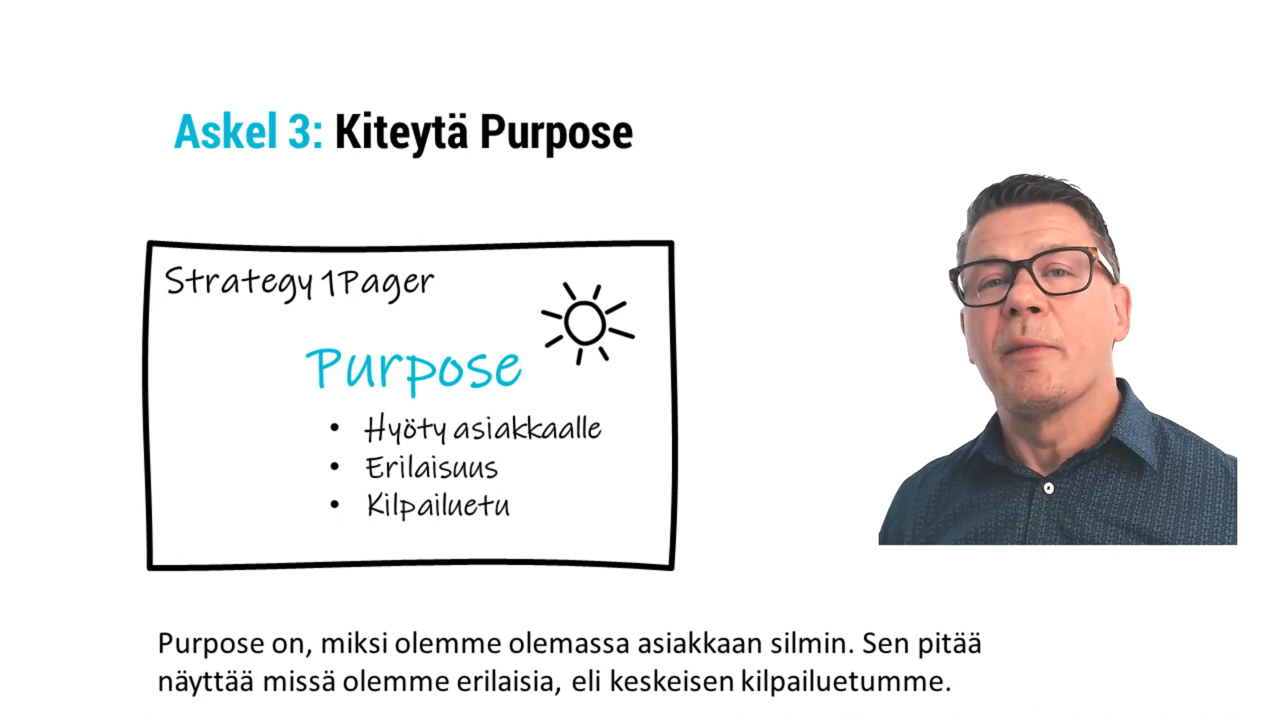 Askel 3: Kiteytä Purpose
Strategy 1Pager
Purpose
• Hyöty asiakkaalle
• Erilaisuus
• Kilpailuetu
Purpose on, miksi olemme olemassa asiakkaan silmin. Sen pitää
näyttää missä olemme erilaisia, eli keskeisen kilpailuetumme.